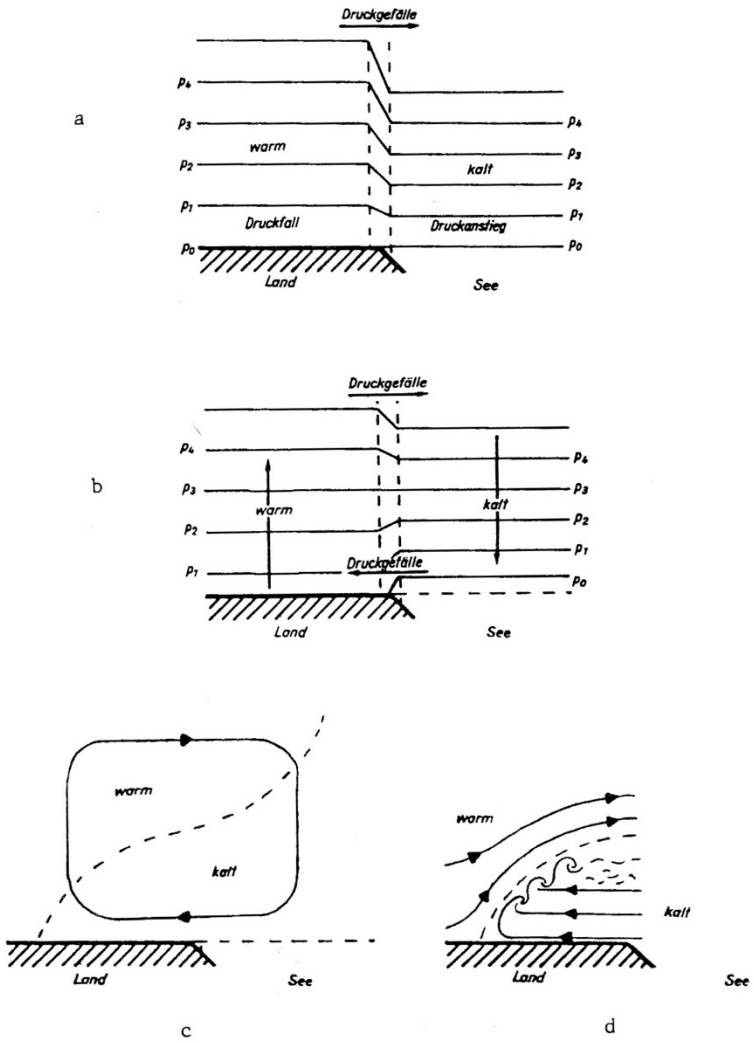 Druckgefälle
p4
p4
a
p3
p3
warm
kalt
p2
p2
p1
p1
Druckfall
Druckanstieg
p0
p0
Land
See
Druckgefälle
p4
p4
b
p3
p3
warm
kalt
p2
p2
p1
Druckgefälle
p1
p0
Land
See
warm
kalt
Land
See
c
warm
kalt
Land
See
d